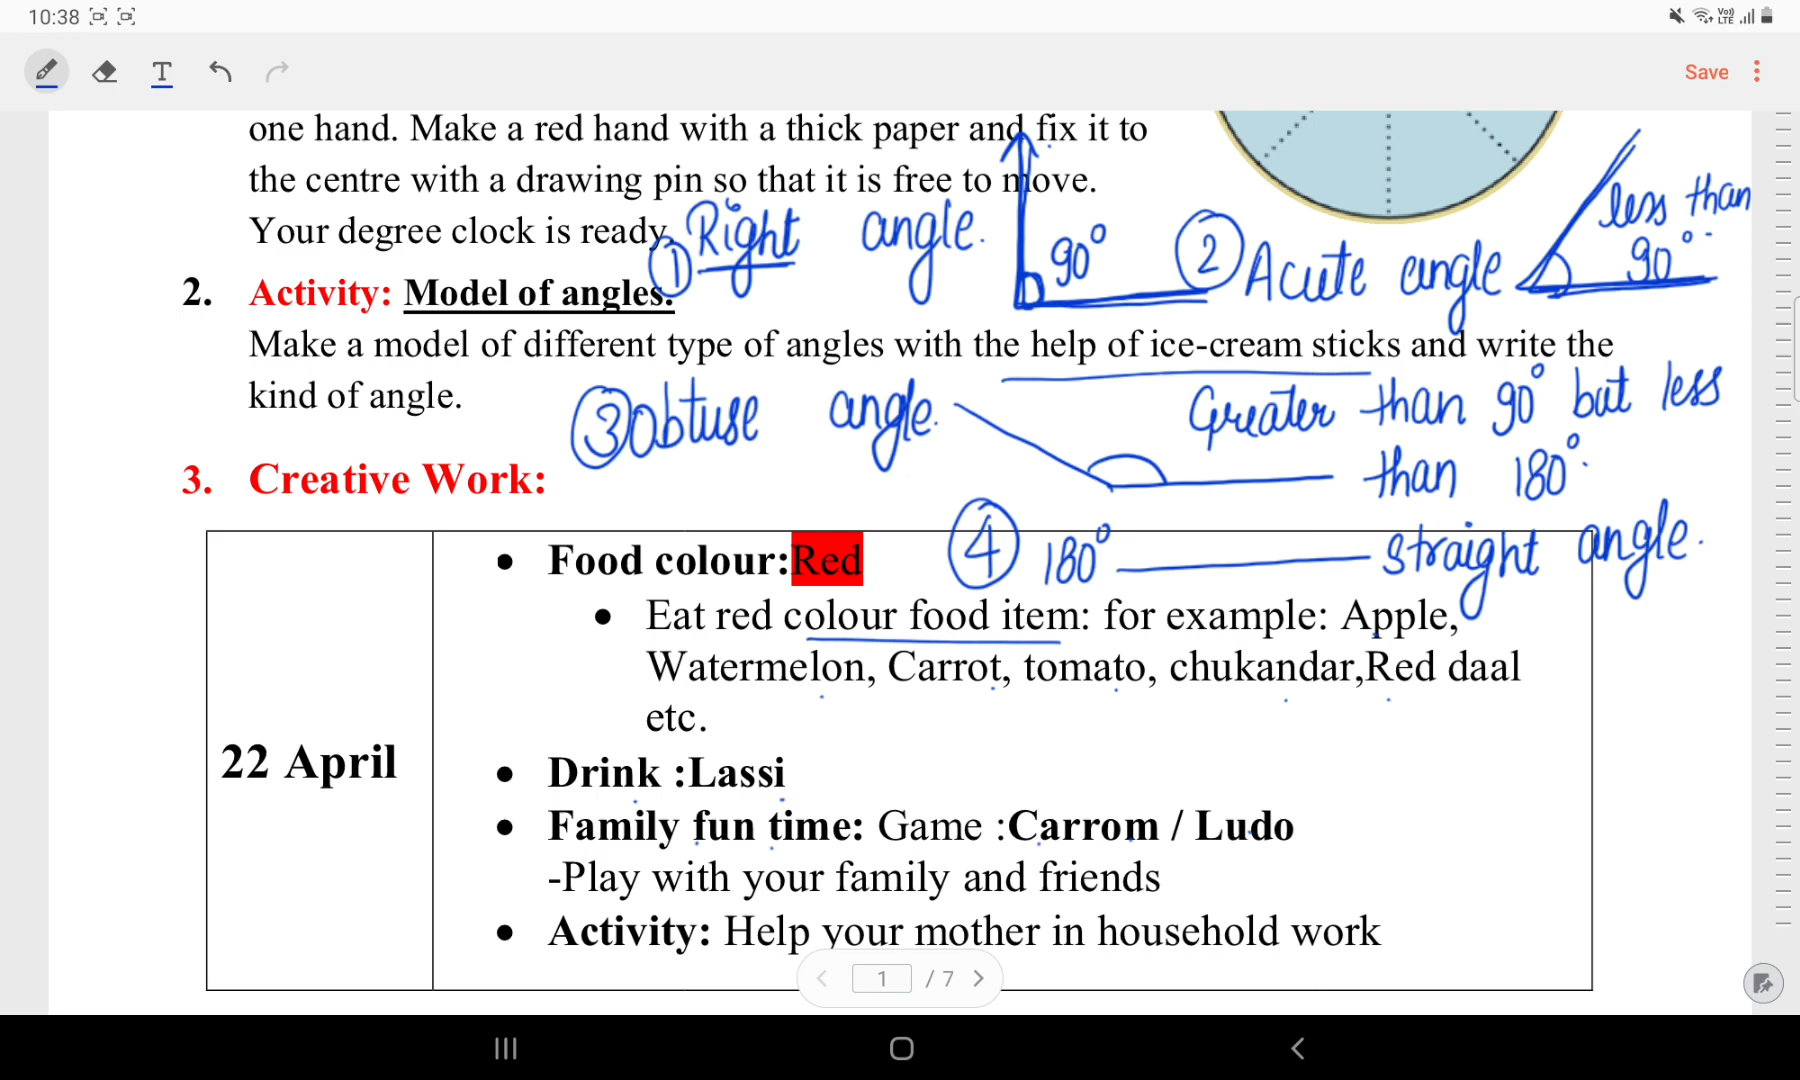 10:38
Vo)) LTE
T
Save
one hand. Make a red hand with a thick paper and fix it to
the centre with a drawing pin so that it is free to move.
Your degree clock is ready.
① Right angle.
90°
② Acute angle
less than
90°.
2. Activity: Model of angles.
Make a model of different type of angles with the help of ice-cream sticks and write the
kind of angle.
③ Obtuse angle.
Greater than 90° but less
than 180°.
3. Creative Work:
④ 180° Straight angle.
22 April
• Food colour:Red
• Eat red colour food item: for example: Apple,
Watermelon, Carrot, tomato, chukandar,Red daal
etc.
• Drink :Lassi
• Family fun time: Game :Carrom / Ludo
-Play with your family and friends
• Activity: Help your mother in household work
1 / 7